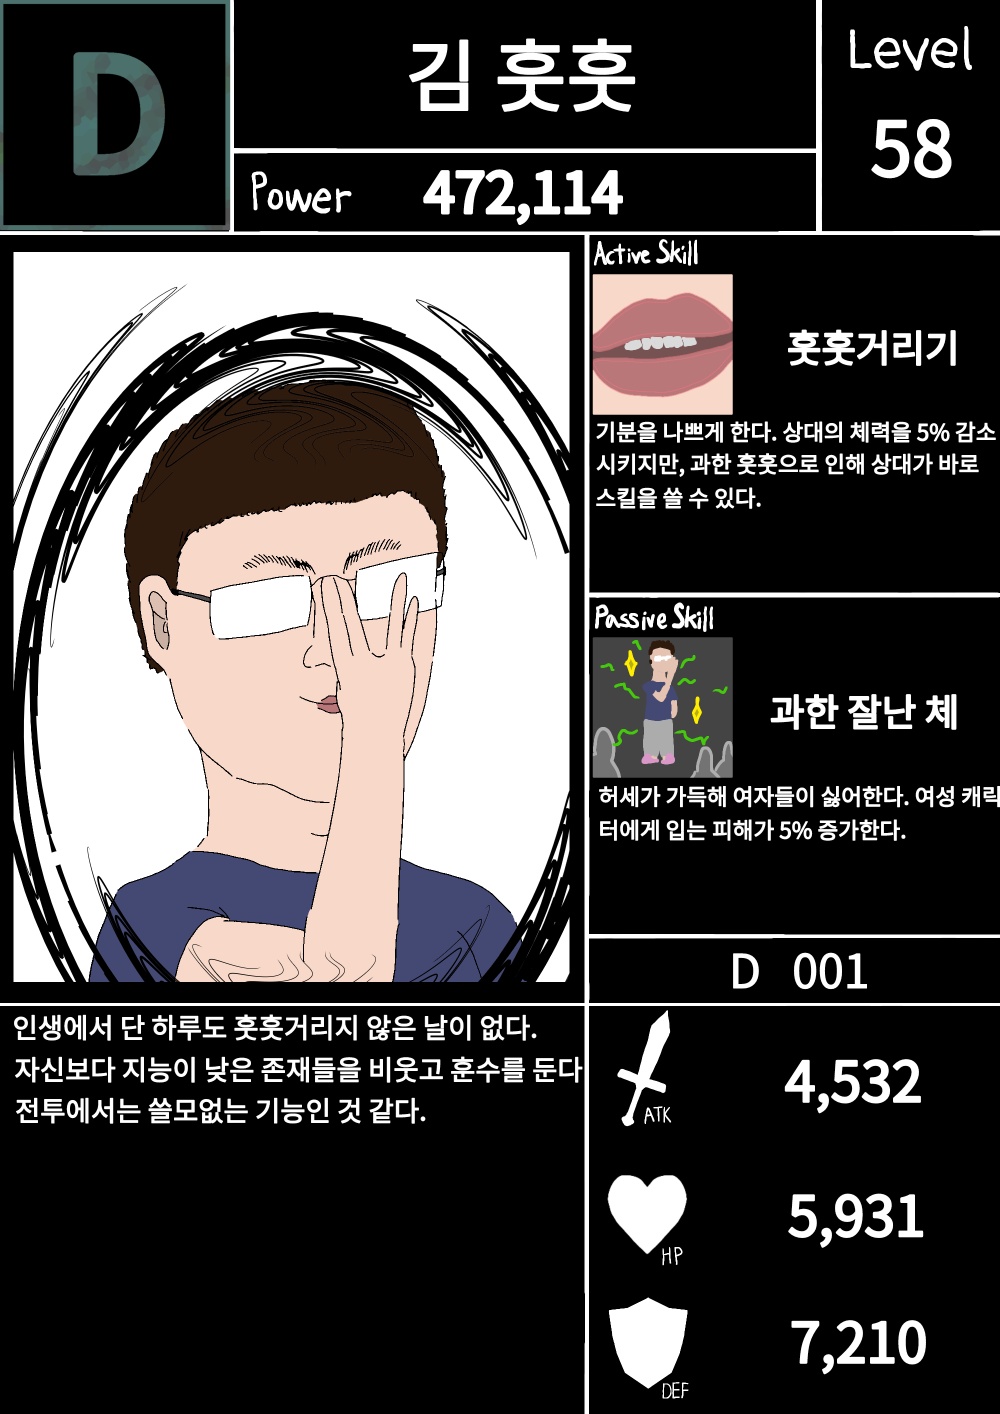 D
김 훗훗
Level
58
Power 472,114
Active Skill
훗훗거리기
기분을 나쁘게 한다. 상대의 체력을 5% 감소
시키지만, 과한 훗훗으로 인해 상대가 바로
스킬을 쓸 수 있다.
Passive Skill
과한 잘난 체
허세가 가득해 여자들이 싫어한다. 여성 캐릭
터에게 입는 피해가 5% 증가한다.
D 001
인생에서 단 하루도 훗훗거리지 않은 날이 없다.
자신보다 지능이 낮은 존재들을 비웃고 훈수를 둔다
전투에서는 쓸모없는 기능인 것 같다.
ATK 4,532
HP 5,931
DEF 7,210